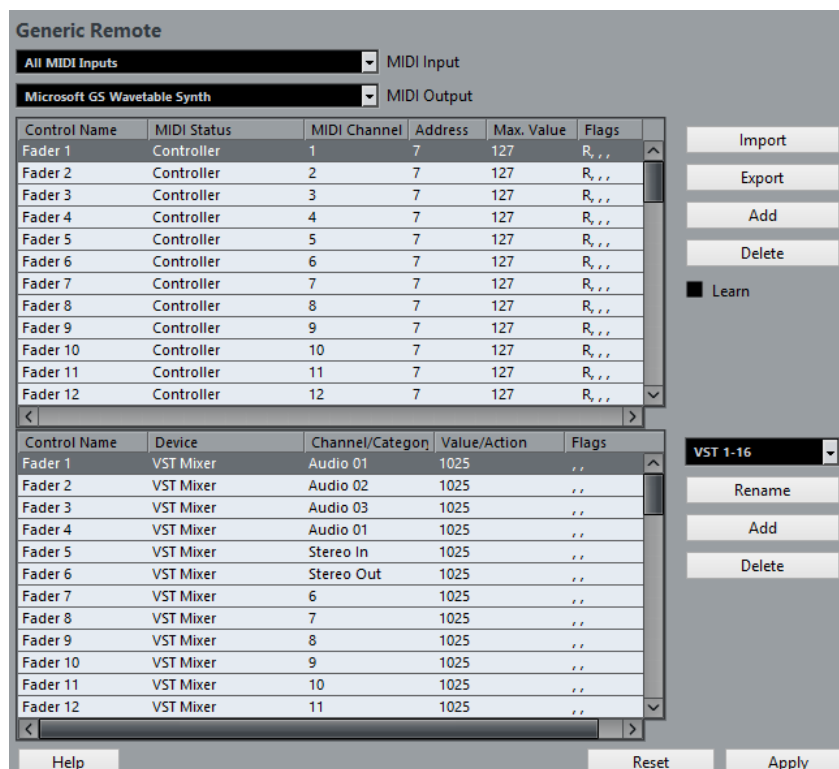 Generic Remote
All MIDI Inputs MIDI Input
Microsoft GS Wavetable Synth MIDI Output
Control Name MIDI Status MIDI Channel Address Max. Value Flags
Fader 1 Controller 1 7 127 R, , ,
Fader 2 Controller 2 7 127 R, , ,
Fader 3 Controller 3 7 127 R, , ,
Fader 4 Controller 4 7 127 R, , ,
Fader 5 Controller 5 7 127 R, , ,
Fader 6 Controller 6 7 127 R, , ,
Fader 7 Controller 7 7 127 R, , ,
Fader 8 Controller 8 7 127 R, , ,
Fader 9 Controller 9 7 127 R, , ,
Fader 10 Controller 10 7 127 R, , ,
Fader 11 Controller 11 7 127 R, , ,
Fader 12 Controller 12 7 127 R, , ,
Import
Export
Add
Delete
Learn
Control Name Device Channel/Categor Value/Action Flags
Fader 1 VST Mixer Audio 01 1025 , ,
Fader 2 VST Mixer Audio 02 1025 , ,
Fader 3 VST Mixer Audio 03 1025 , ,
Fader 4 VST Mixer Audio 01 1025 , ,
Fader 5 VST Mixer Stereo In 1025 , ,
Fader 6 VST Mixer Stereo Out 1025 , ,
Fader 7 VST Mixer 6 1025 , ,
Fader 8 VST Mixer 7 1025 , ,
Fader 9 VST Mixer 8 1025 , ,
Fader 10 VST Mixer 9 1025 , ,
Fader 11 VST Mixer 10 1025 , ,
Fader 12 VST Mixer 11 1025 , ,
VST 1-16
Rename
Add
Delete
Help Reset Apply